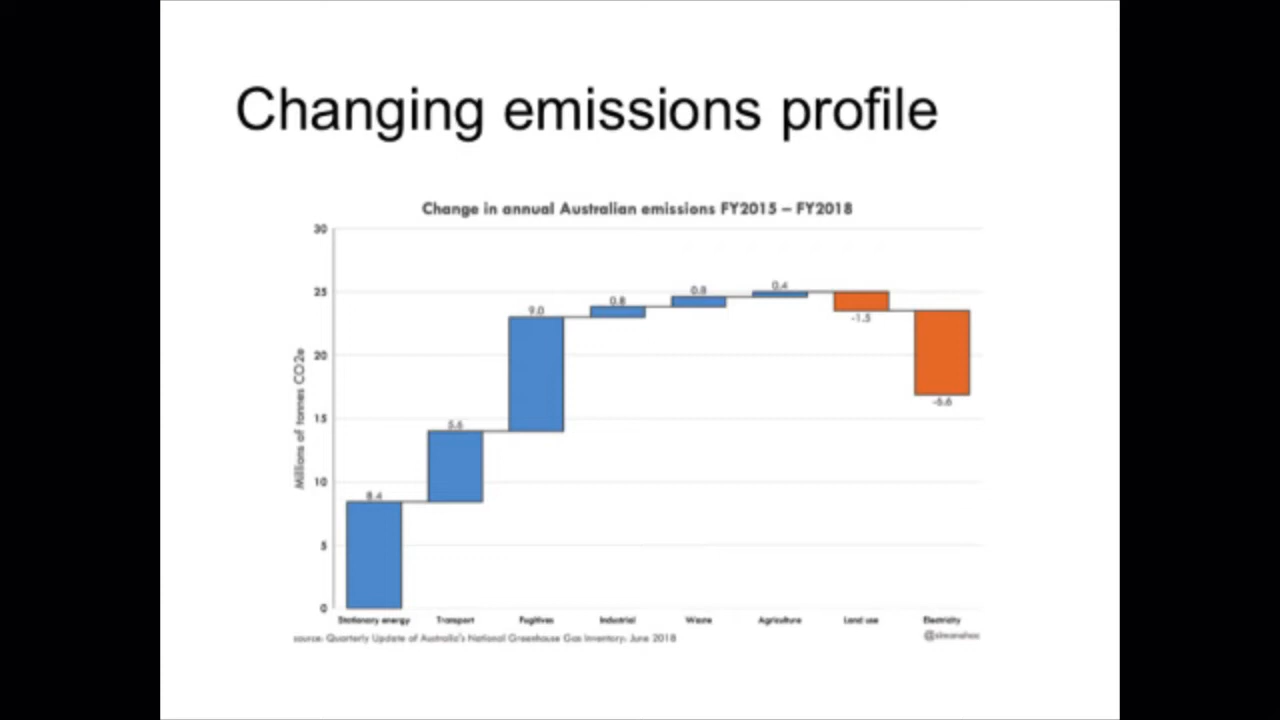 Changing emissions profile
Change in annual Australian emissions FY2015 – FY2018
30
25
20
15
10
5
0
Millions of tonnes CO2e
8.4
5.6
9.0
0.8
0.8
0.4
-1.5
-6.6
Stationary energy
Transport
Fugitives
Industrial
Waste
Agriculture
Land use
Electricity
source: Quarterly Update of Australia's National Greenhouse Gas Inventory: June 2018